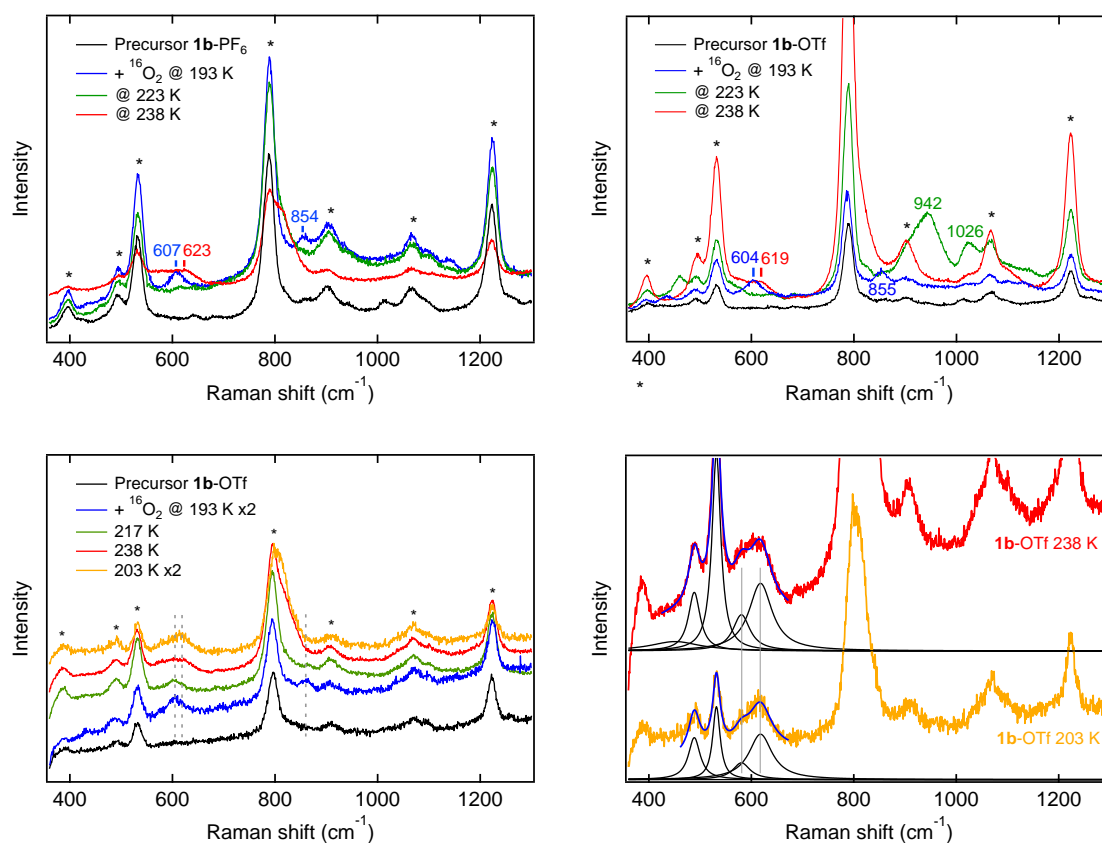 Precursor 1b-PF6
+ 16O2 @ 193 K
@ 223 K
@ 238 K
*
*
*
*
*
*
*
607
623
854
Intensity
400
600
800
1000
1200
Raman shift (cm-1)
Precursor 1b-OTf
+ 16O2 @ 193 K
@ 223 K
@ 238 K
*
*
*
*
*
*
604
619
855
942
1026
Intensity
400
600
800
1000
1200
Raman shift (cm-1)
*
Precursor 1b-OTf
+ 16O2 @ 193 K x2
217 K
238 K
203 K x2
*
*
*
*
*
*
*
Intensity
400
600
800
1000
1200
Raman shift (cm-1)
1b-OTf 238 K
1b-OTf 203 K
Intensity
400
600
800
1000
1200
Raman shift (cm-1)